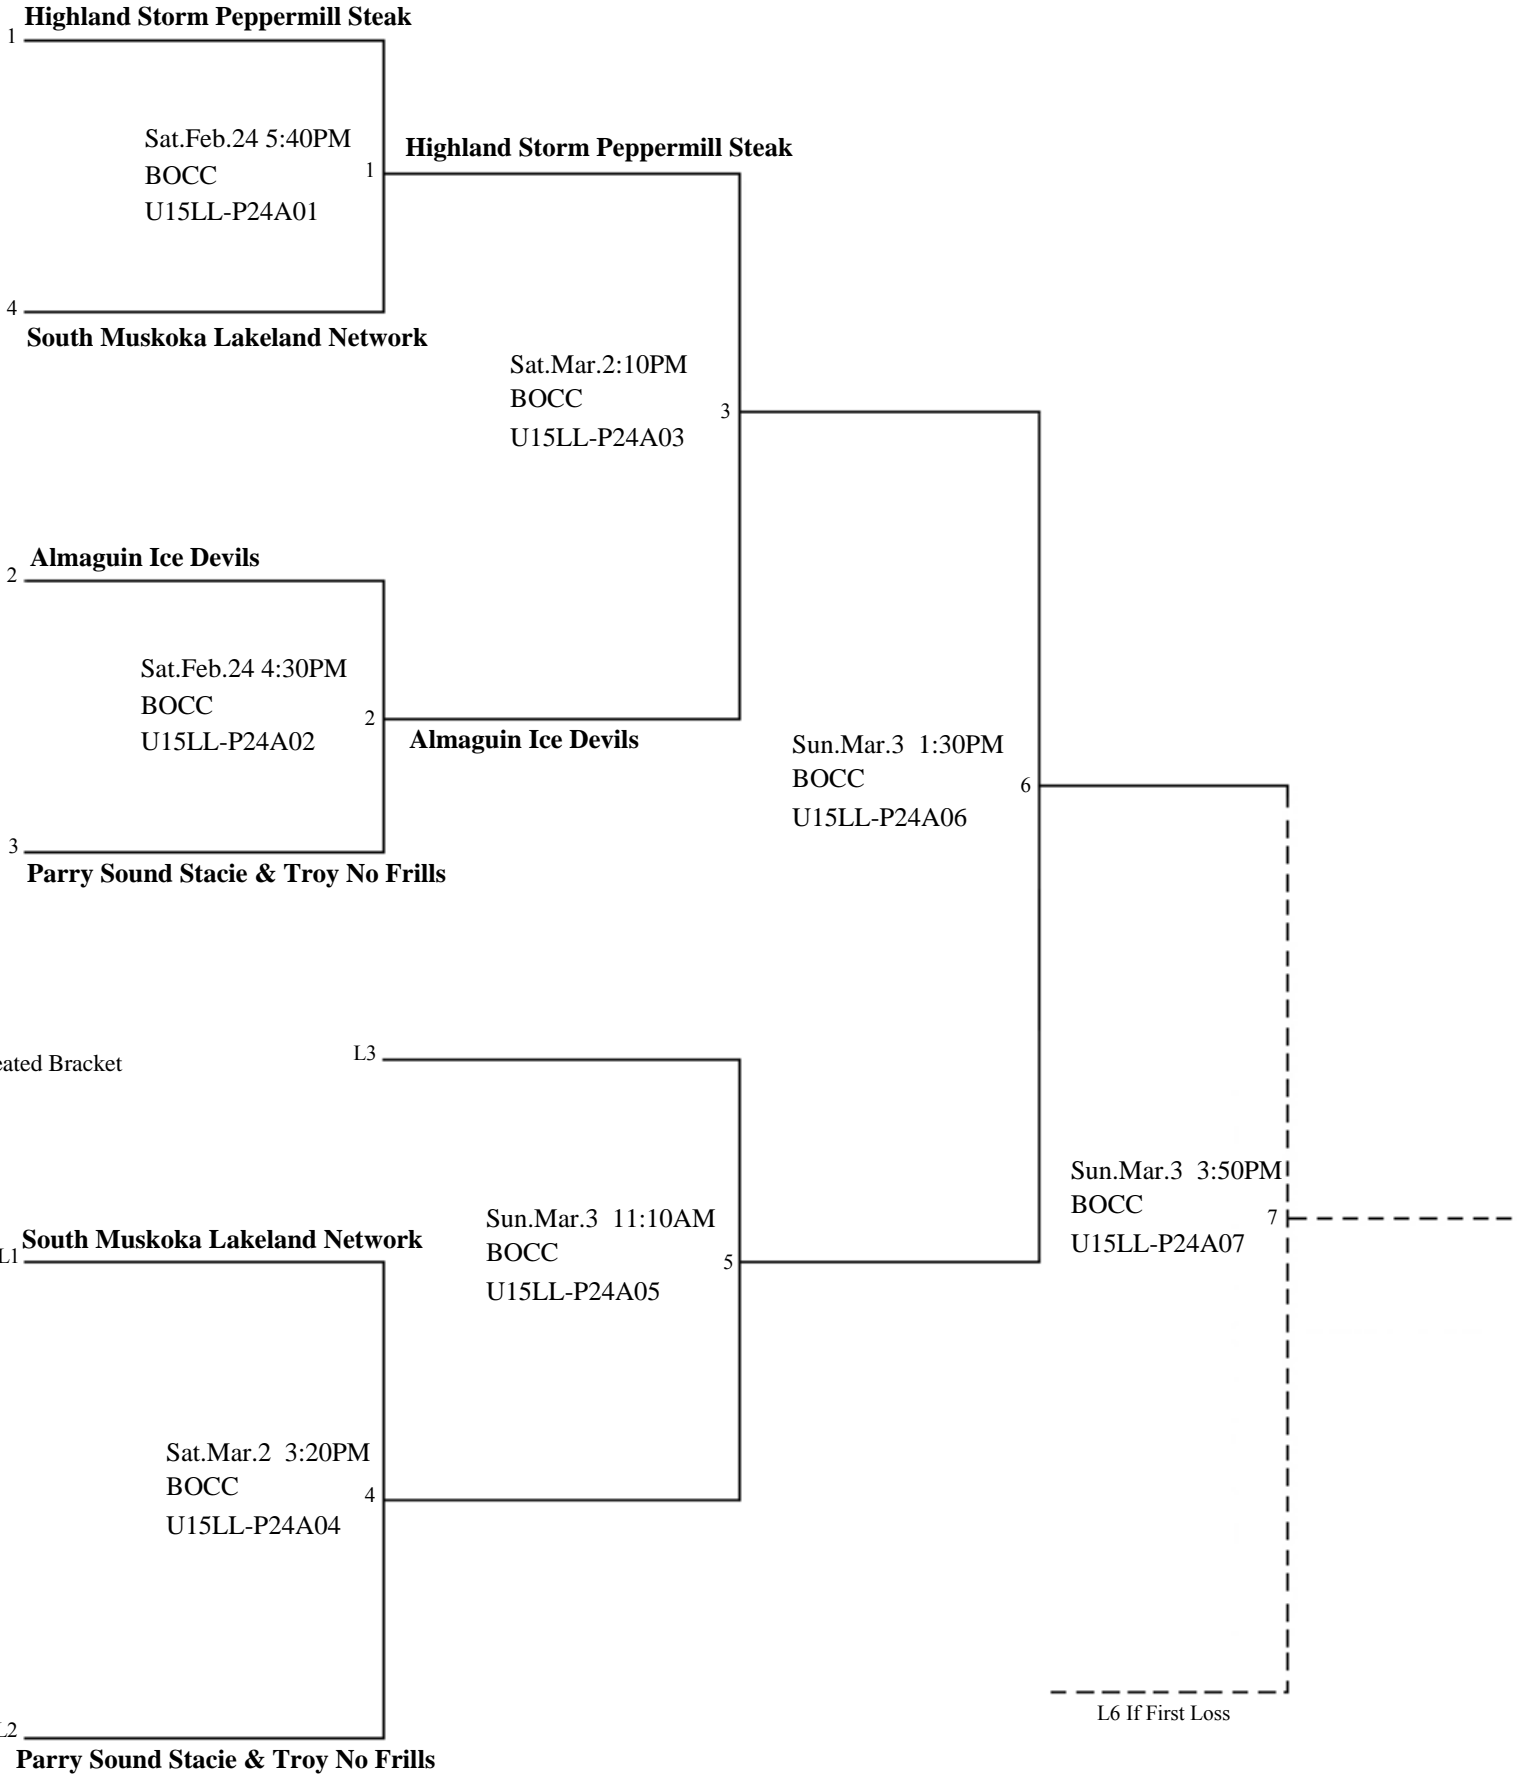 Highland Storm Peppermill Steak
1
Sat.Feb.24 5:40PM
BOCC
U15LL-P24A01
1
Highland Storm Peppermill Steak
4
South Muskoka Lakeland Network
Sat.Mar.2:10PM
BOCC
U15LL-P24A03
3
Almaguin Ice Devils
2
Sat.Feb.24 4:30PM
BOCC
U15LL-P24A02
2
Almaguin Ice Devils
3
Parry Sound Stacie & Troy No Frills
Sun.Mar.3 1:30PM
BOCC
U15LL-P24A06
6
eated Bracket
L3
South Muskoka Lakeland Network
L1
Sun.Mar.3 11:10AM
BOCC
U15LL-P24A05
5
Sun.Mar.3 3:50PM
BOCC
U15LL-P24A07
7
Sat.Mar.2 3:20PM
BOCC
U15LL-P24A04
4
L6 If First Loss
L2
Parry Sound Stacie & Troy No Frills